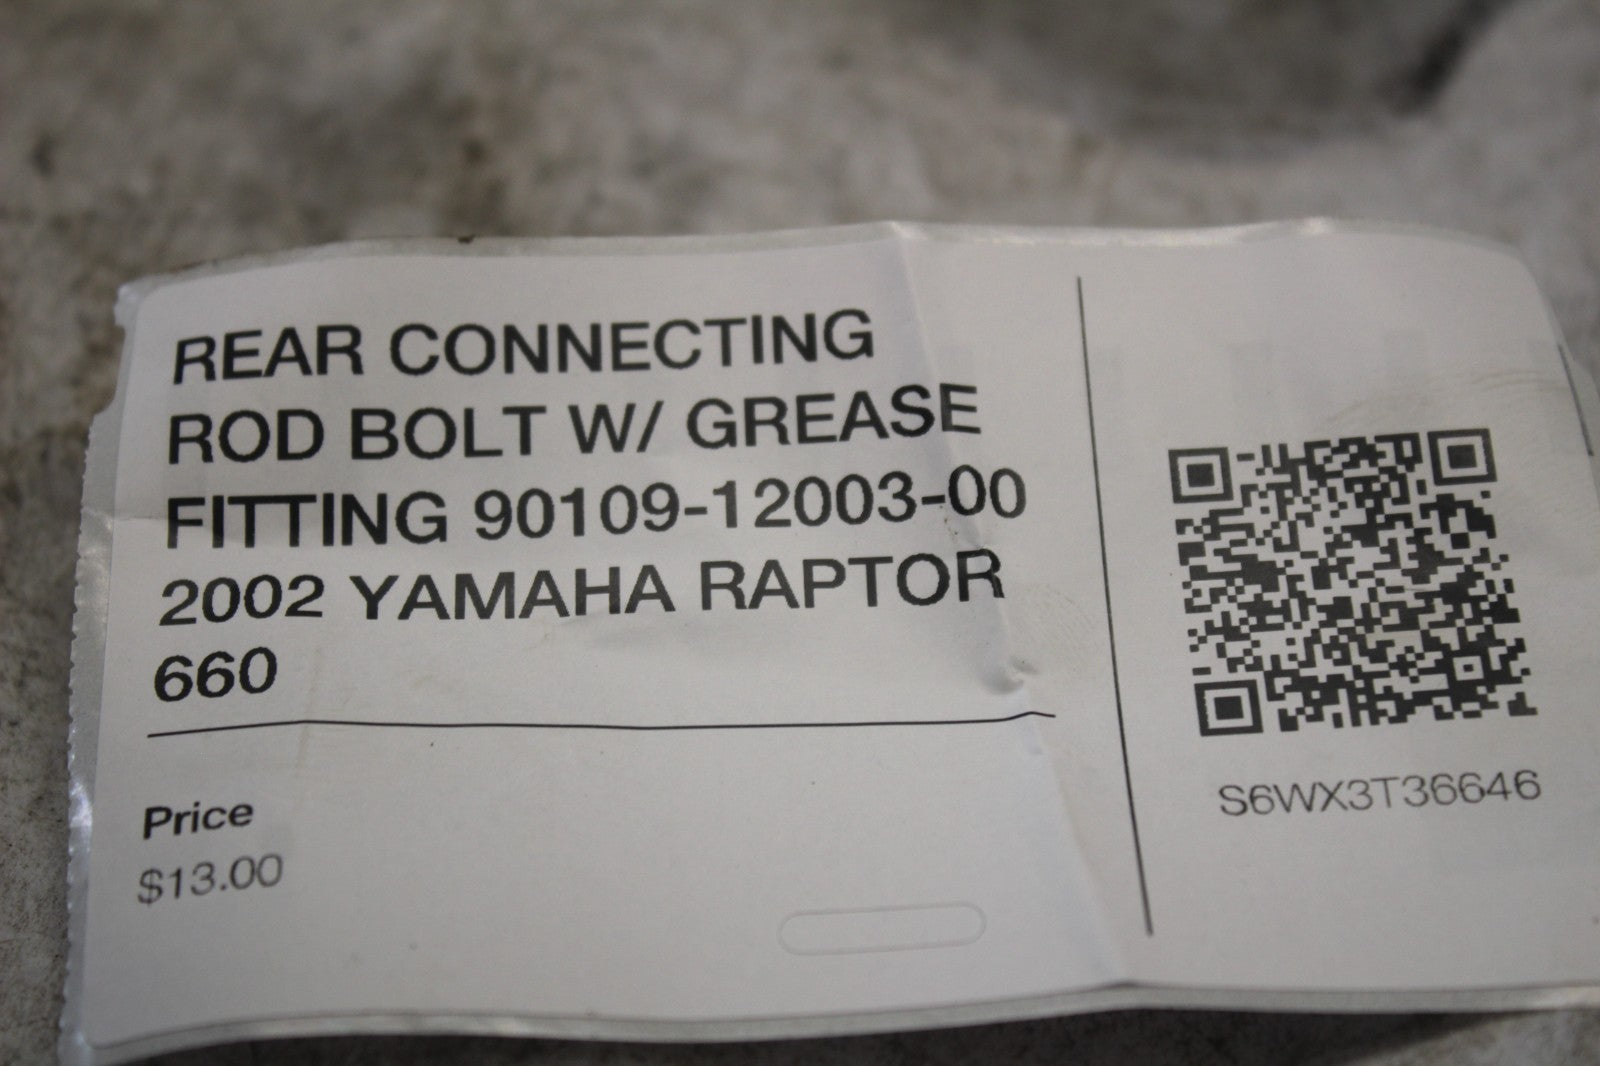 REAR CONNECTING
ROD BOLT W/ GREASE
FITTING 90109-12003-00
2002 YAMAHA RAPTOR
660
Price
$13.00
S6WX3T36646